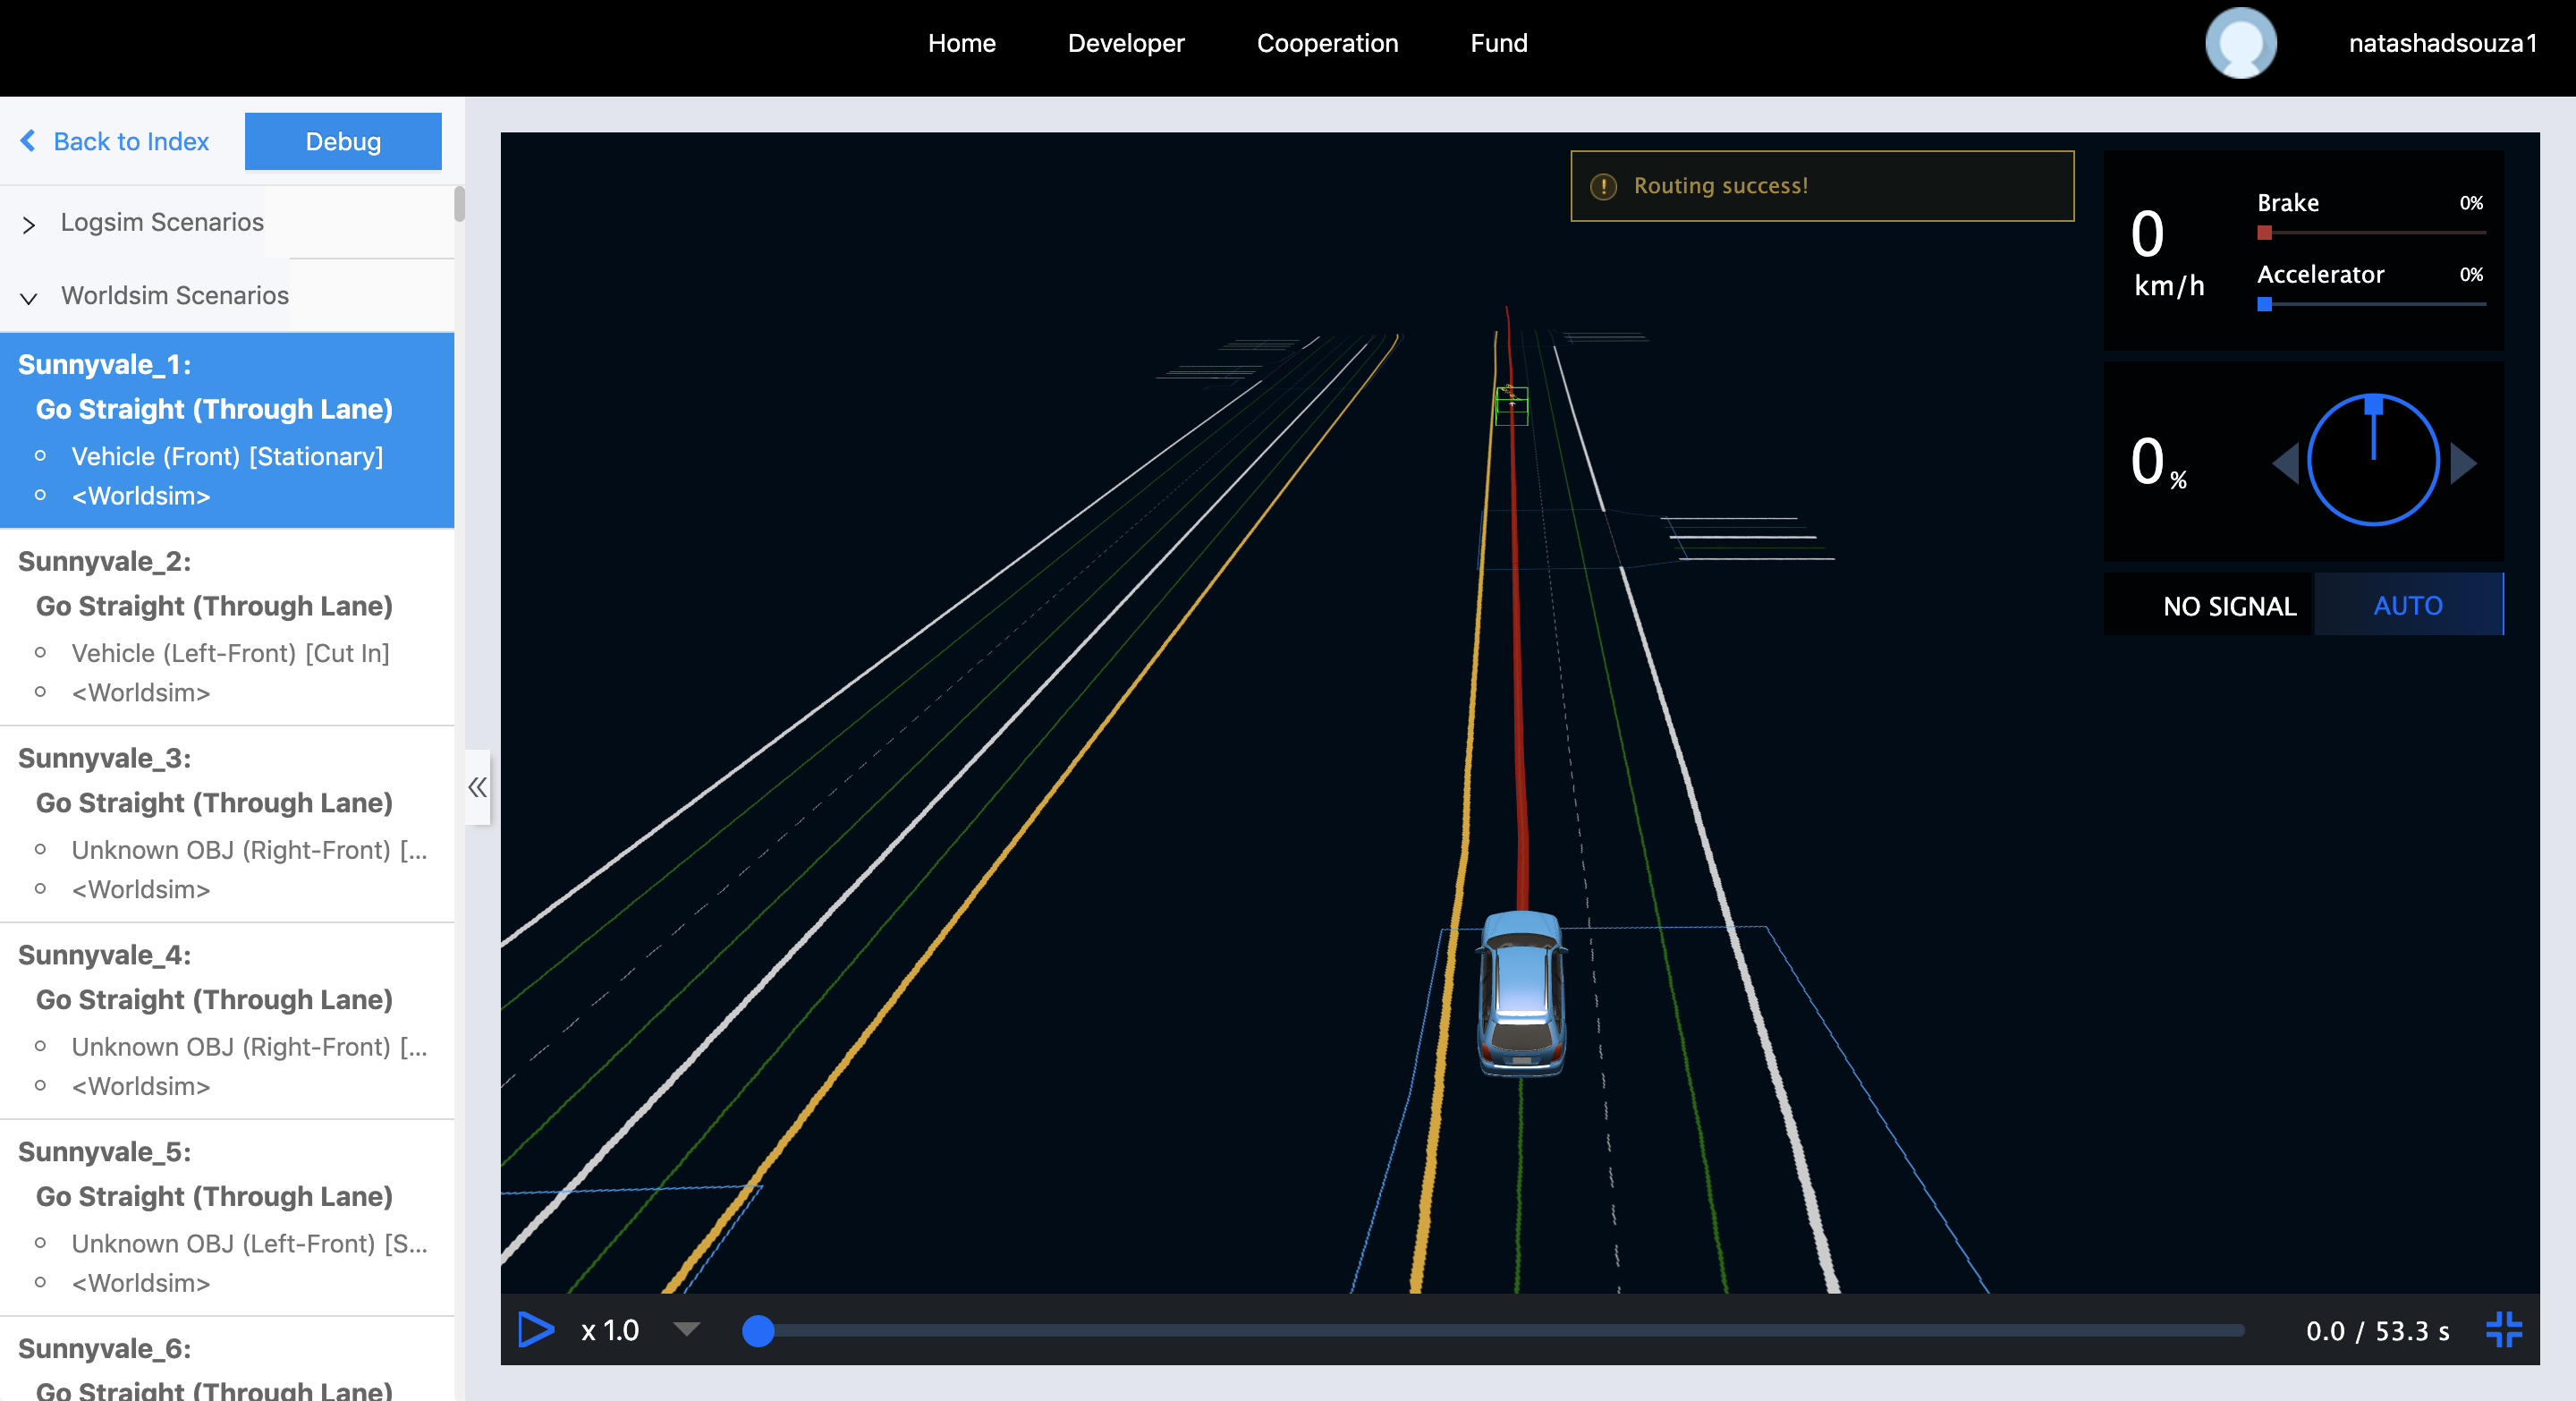 Home Developer Cooperation Fund natashadsouza1
Back to Index Debug
Logsim Scenarios
Worldsim Scenarios
Sunnyvale_1:
Go Straight (Through Lane)
Vehicle (Front) [Stationary]
<Worldsim>
Sunnyvale_2:
Go Straight (Through Lane)
Vehicle (Left-Front) [Cut In]
<Worldsim>
Sunnyvale_3:
Go Straight (Through Lane)
Unknown OBJ (Right-Front) [...
<Worldsim>
Sunnyvale_4:
Go Straight (Through Lane)
Unknown OBJ (Right-Front) [...
<Worldsim>
Sunnyvale_5:
Go Straight (Through Lane)
Unknown OBJ (Left-Front) [S...
<Worldsim>
Sunnyvale_6:
Go Straight (Through Lane)
Routing success!
0 km/h
Brake 0%
Accelerator 0%
0 %
NO SIGNAL AUTO
x 1.0
0.0 / 53.3 s